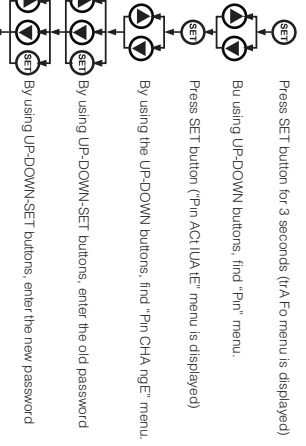 SET
Press SET button for 3 seconds (trA Fo menu is displayed)
Bu using UP-DOWN buttons, find "Pin" menu.
SET
Press SET button ("Pin ACt IUA tE" menu is displayed)
By using the UP-DOWN buttons, find "Pin CHA ngE" menu.
SET
By using UP-DOWN-SET buttons, enter the old password
SET
By using UP-DOWN-SET buttons, enter the new password